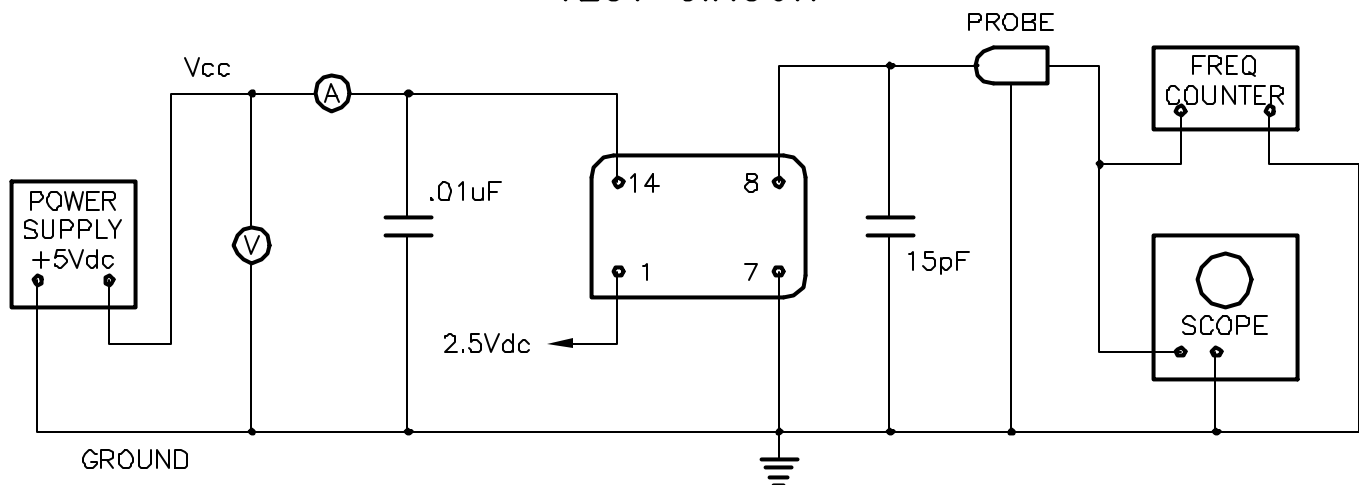 PROBE
Vcc
FREQ
COUNTER
A
POWER
SUPPLY
+5Vdc
.01uF
14
8
V
1
7
15pF
2.5Vdc
SCOPE
GROUND